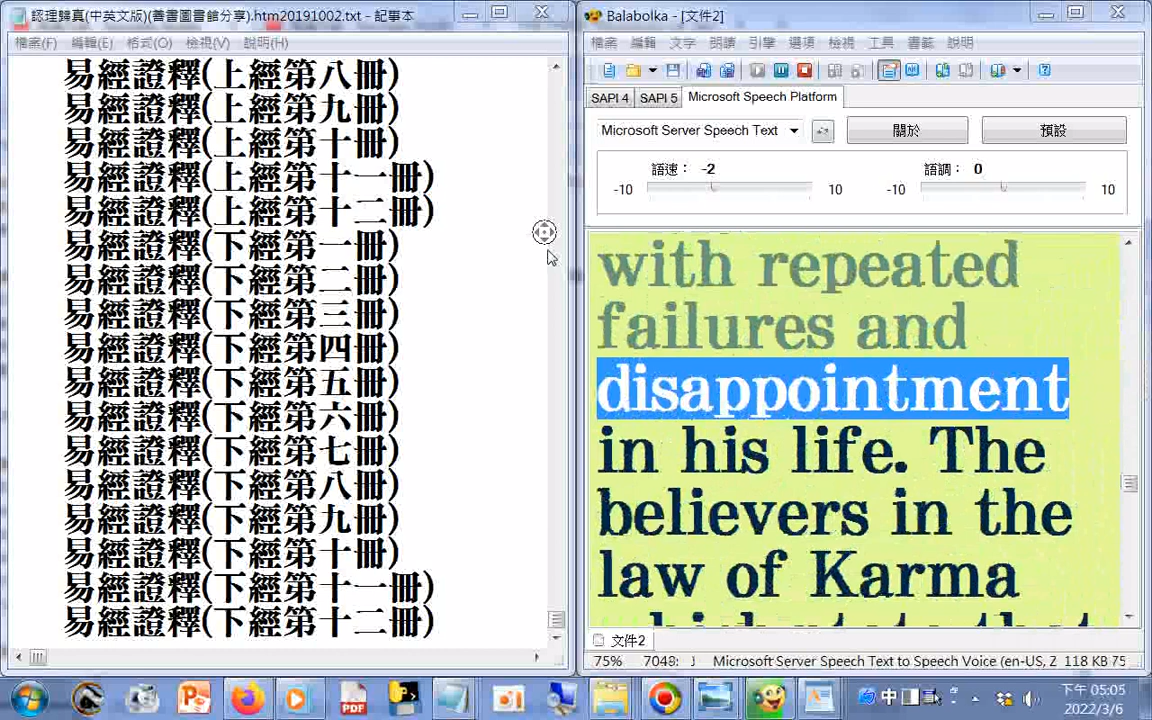 認理歸真(中英文版)(善書圖書館分享).htm20191002.txt - 記事本
檔案(F) 編輯(E) 格式(O) 檢視(V) 說明(H)
易經證釋(上經第八冊)
易經證釋(上經第九冊)
易經證釋(上經第十冊)
易經證釋(上經第十一冊)
易經證釋(上經第十二冊)
易經證釋(下經第一冊)
易經證釋(下經第二冊)
易經證釋(下經第三冊)
易經證釋(下經第四冊)
易經證釋(下經第五冊)
易經證釋(下經第六冊)
易經證釋(下經第七冊)
易經證釋(下經第八冊)
易經證釋(下經第九冊)
易經證釋(下經第十冊)
易經證釋(下經第十一冊)
易經證釋(下經第十二冊)
Balabolka - [文件2]
檔案 編輯 文字 朗讀 引擎 選項 檢視 工具 書籤 說明
SAPI 4 SAPI 5 Microsoft Speech Platform
Microsoft Server Speech Text 關於 預設
語速: -2 語調: 0
-10 10 -10 10
with repeated
failures and
disappointment
in his life. The
believers in the
law of Karma
文件2
75% 7048: Microsoft Server Speech Text to Speech Voice (en-US, Z 118 KB 75
PDF 中 下午 05:05
2022/3/6